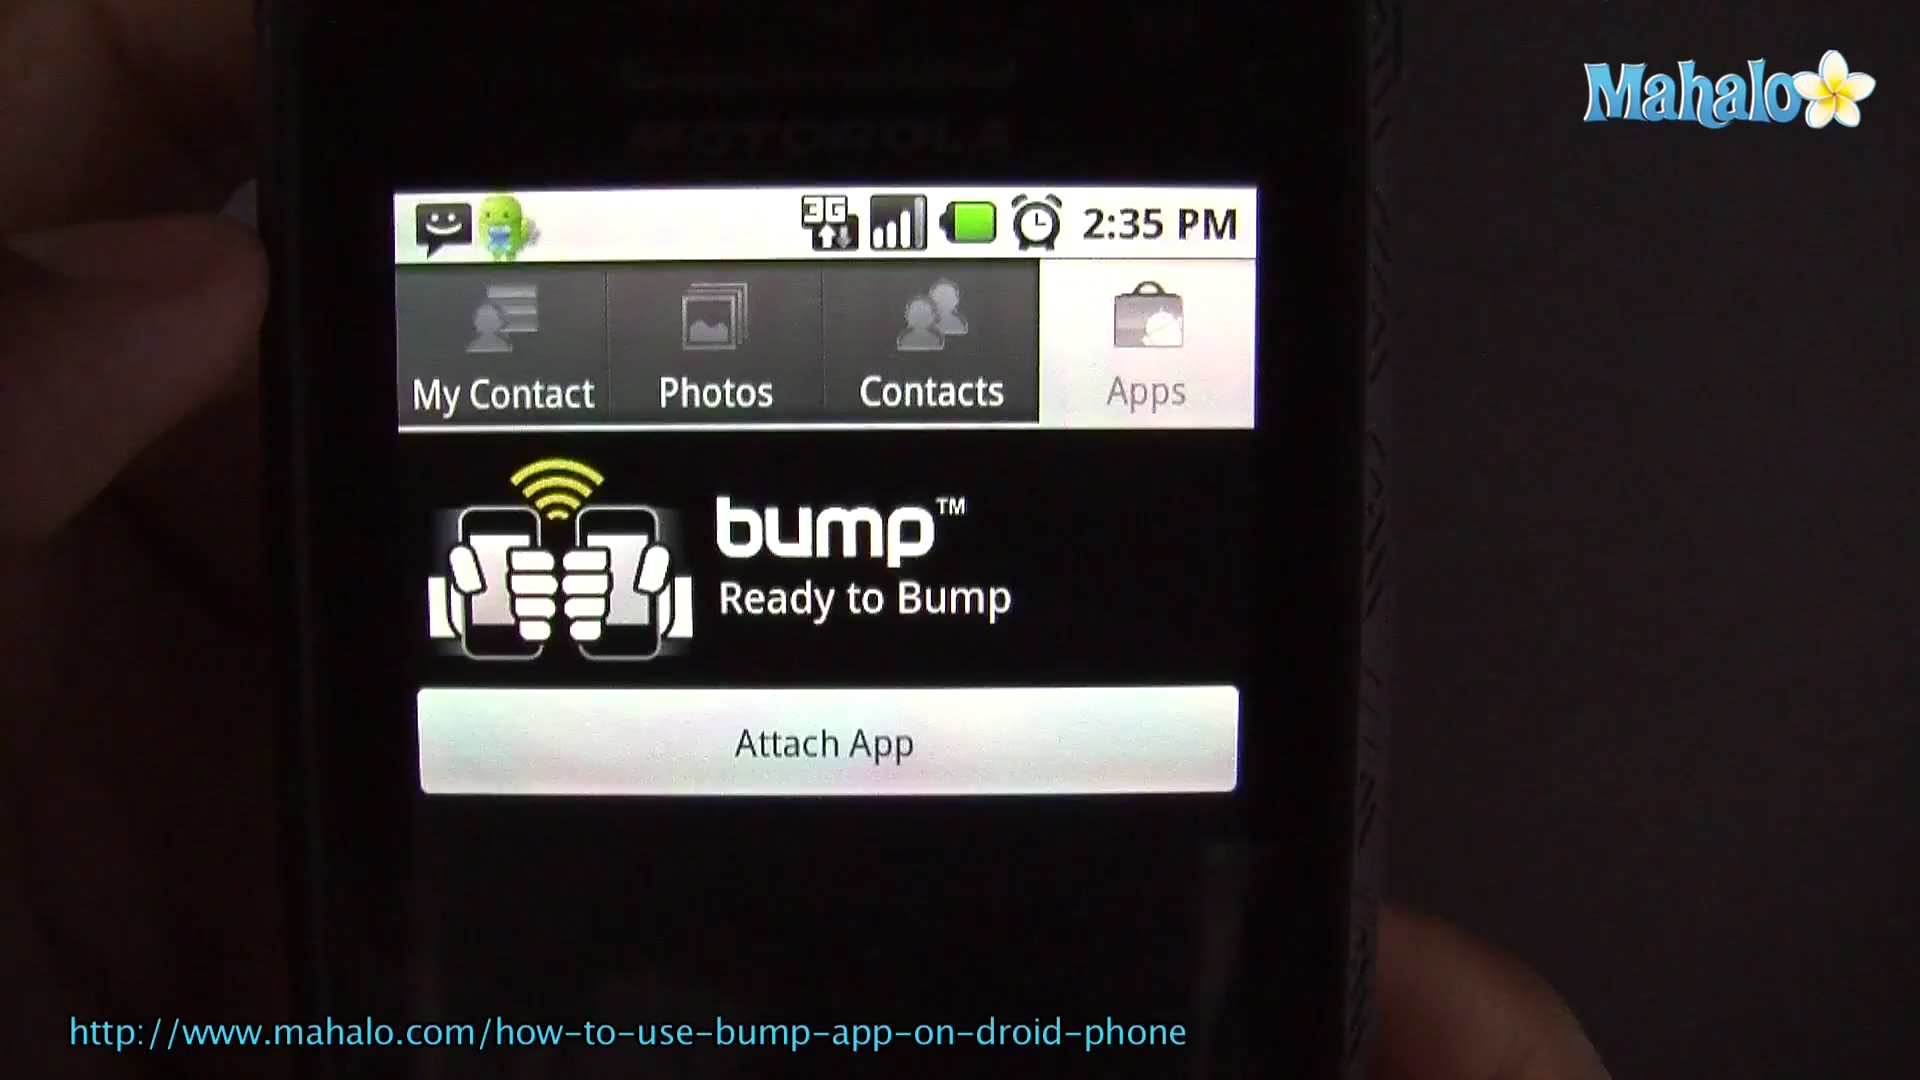 Mahalo
MOTOROLA
3G
2:35 PM
My Contact
Photos
Contacts
Apps
bump™
Ready to Bump
Attach App
http://www.mahalo.com/how-to-use-bump-app-on-droid-phone